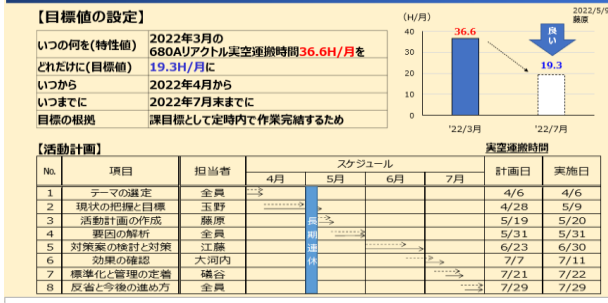 【目標値の設定】
2022/5/9
藤原
いつの何を(特性値) 2022年3月の
680Aリアクトル実空運搬時間36.6H/月を
どれだけに(目標値) 19.3H/月に
いつから 2022年4月から
いつまでに 2022年7月末までに
目標の根拠 課目標として定時内で作業完結するため
(H/月)
40
30
20
10
0
36.6
良い
19.3
'22/3月 '22/7月
実空運搬時間
【活動計画】
No. 項目 担当者 スケジュール 計画日 実施日
4月 5月 6月 7月
1 テーマの選定 全員 4/6 4/6
2 現状の把握と目標 玉野 4/28 5/9
3 活動計画の作成 藤原 5/19 5/20
4 要因の解析 全員 5/31 5/31
5 対策案の検討と対策 江藤 6/23 6/30
6 効果の確認 大河内 7/7 7/11
7 標準化と管理の定着 礒谷 7/21 7/22
8 反省と今後の進め方 全員 7/29 7/29
長期連休